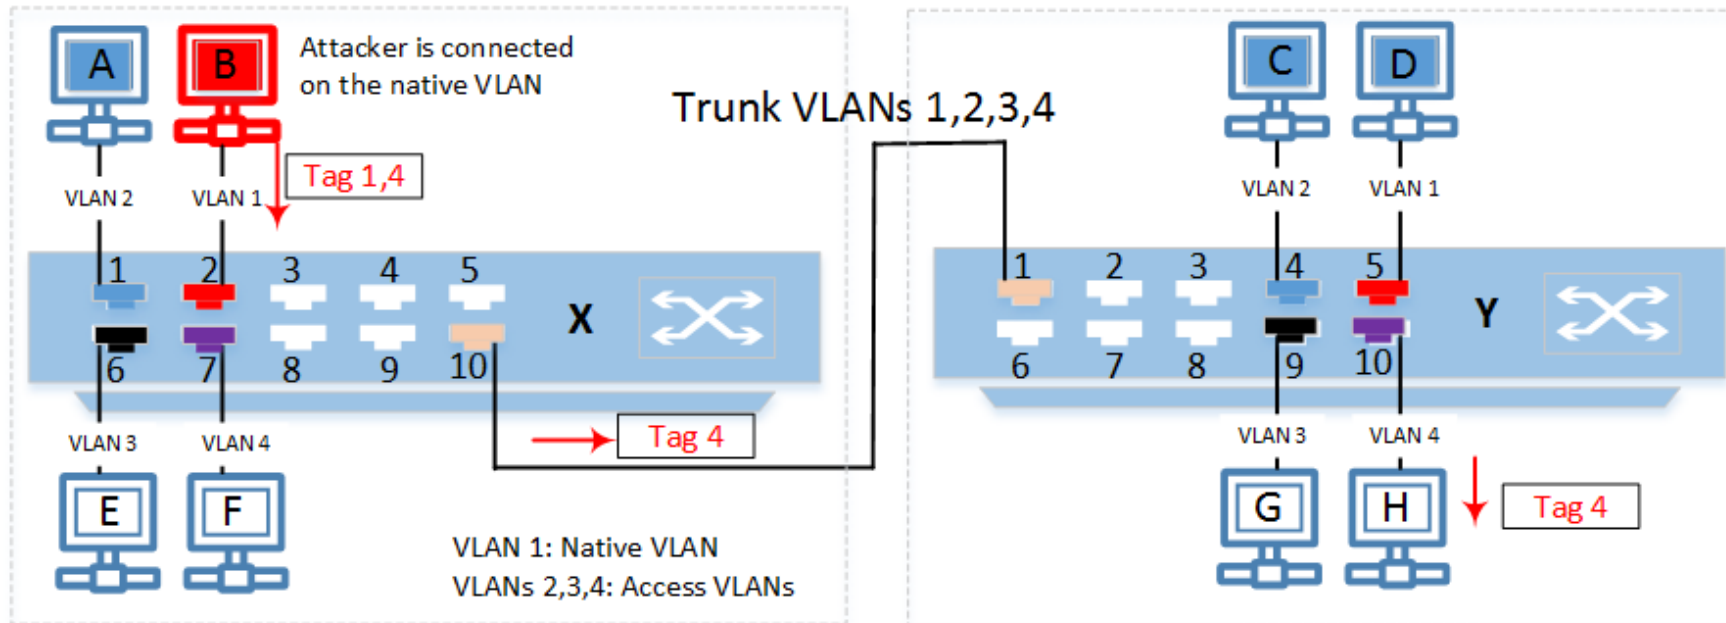 A
B
Attacker is connected
on the native VLAN
Trunk VLANs 1,2,3,4
C
D
VLAN 2
VLAN 1
Tag 1,4
VLAN 2
VLAN 1
1 2 3 4 5
X
6 7 8 9 10
1 2 3 4 5
Y
6 7 8 9 10
VLAN 3
VLAN 4
Tag 4
VLAN 3
VLAN 4
E
F
G
H
Tag 4
VLAN 1: Native VLAN
VLANs 2,3,4: Access VLANs